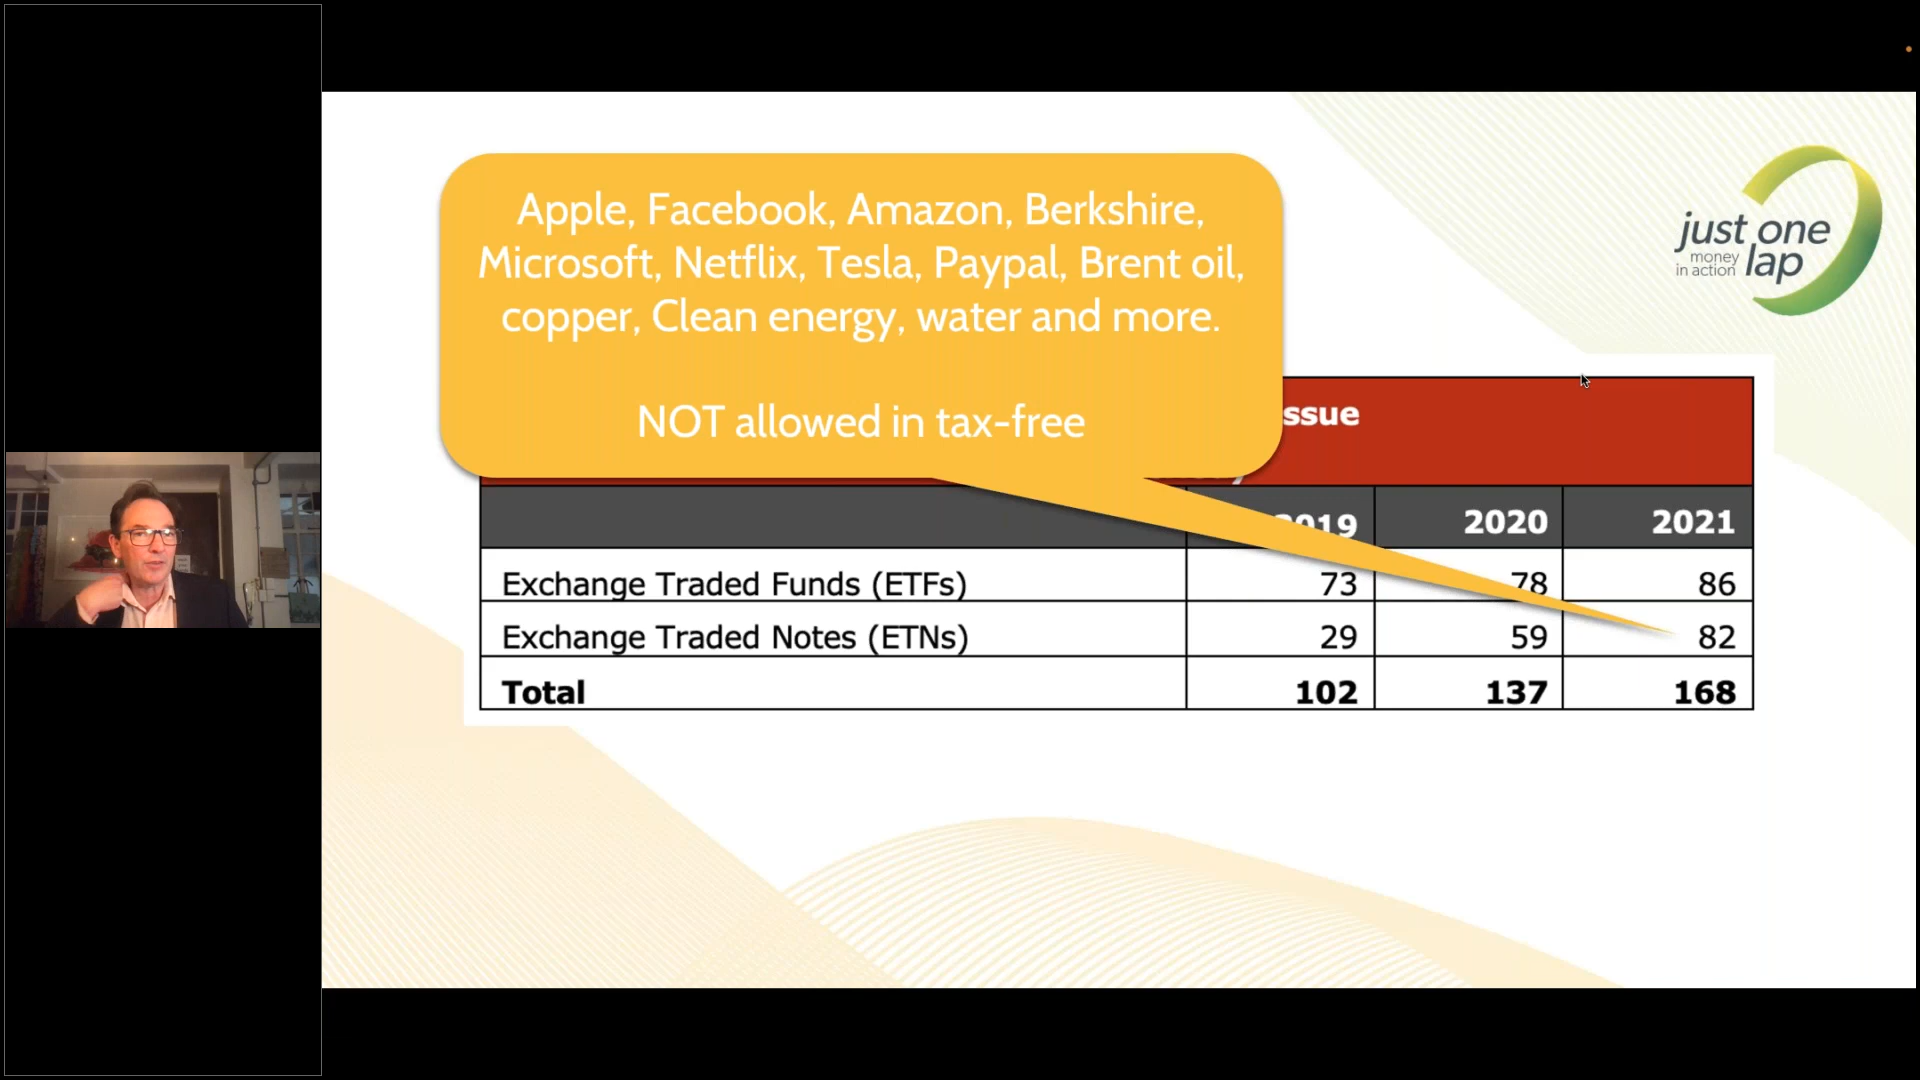 Apple, Facebook, Amazon, Berkshire,
Microsoft, Netflix, Tesla, Paypal, Brent oil,
copper, Clean energy, water and more.
NOT allowed in tax-free
just one
money
in action
lap
ssue
2019 2020 2021
Exchange Traded Funds (ETFs) 73 78 86
Exchange Traded Notes (ETNs) 29 59 82
Total 102 137 168